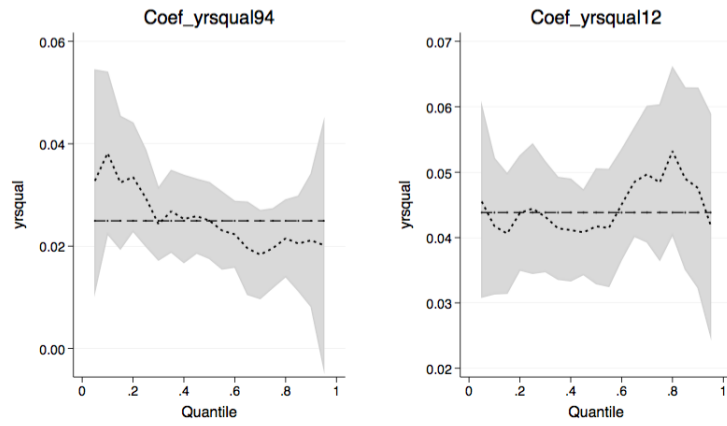 Coef_yrsqual94
0.06
0.04
0.02
0.00
yrsqual
0 .2 .4 .6 .8 1
Quantile
Coef_yrsqual12
0.07
0.06
0.05
0.04
0.03
0.02
yrsqual
0 .2 .4 .6 .8 1
Quantile